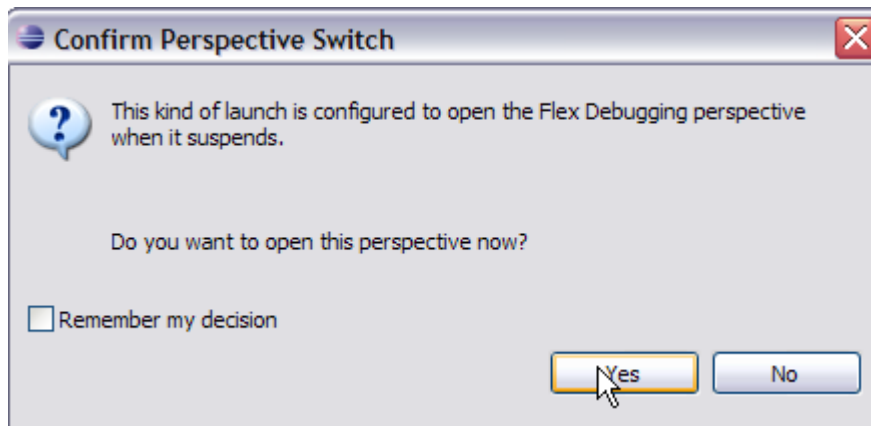 Confirm Perspective Switch
This kind of launch is configured to open the Flex Debugging perspective
when it suspends.
Do you want to open this perspective now?
Remember my decision
Yes
No